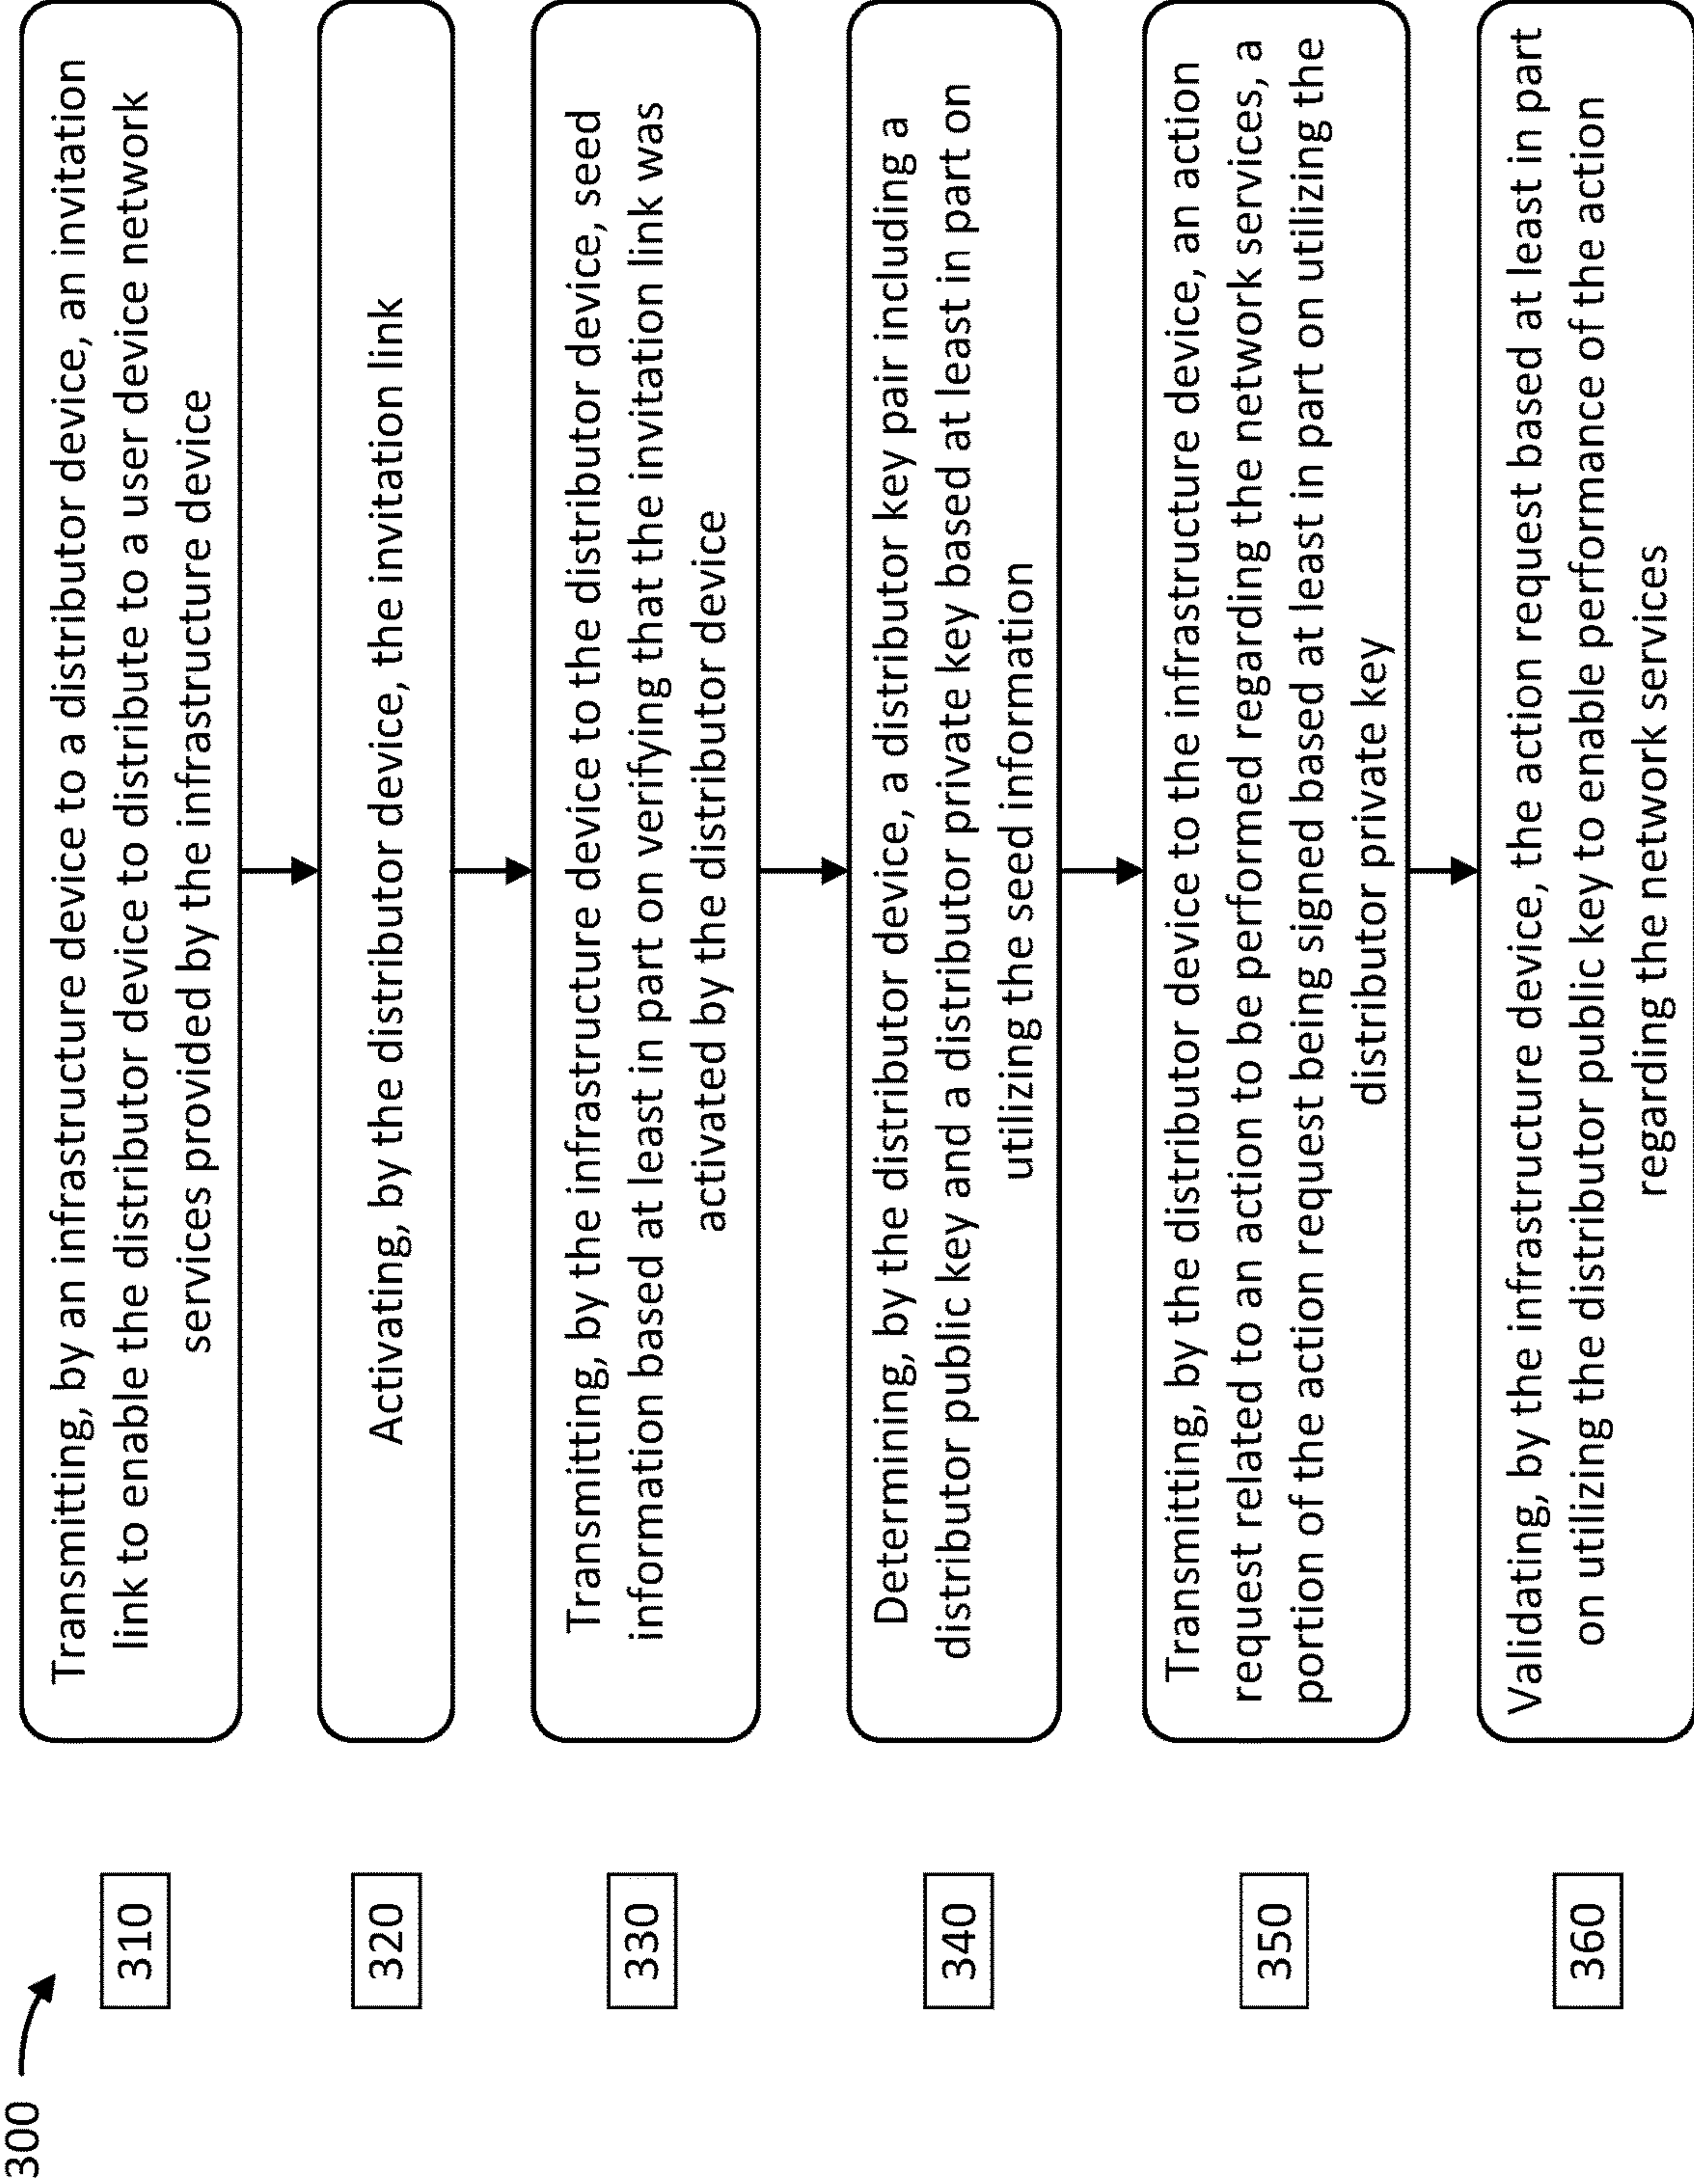 300
310
Transmitting, by an infrastructure device to a distributor device, an invitation
link to enable the distributor device to distribute to a user device network
services provided by the infrastructure device
320
Activating, by the distributor device, the invitation link
330
Transmitting, by the infrastructure device to the distributor device, seed
information based at least in part on verifying that the invitation link was
activated by the distributor device
340
Determining, by the distributor device, a distributor key pair including a
distributor public key and a distributor private key based at least in part on
utilizing the seed information
350
Transmitting, by the distributor device to the infrastructure device, an action
request related to an action to be performed regarding the network services, a
portion of the action request being signed based at least in part on utilizing the
distributor private key
360
Validating, by the infrastructure device, the action request based at least in part
on utilizing the distributor public key to enable performance of the action
regarding the network services